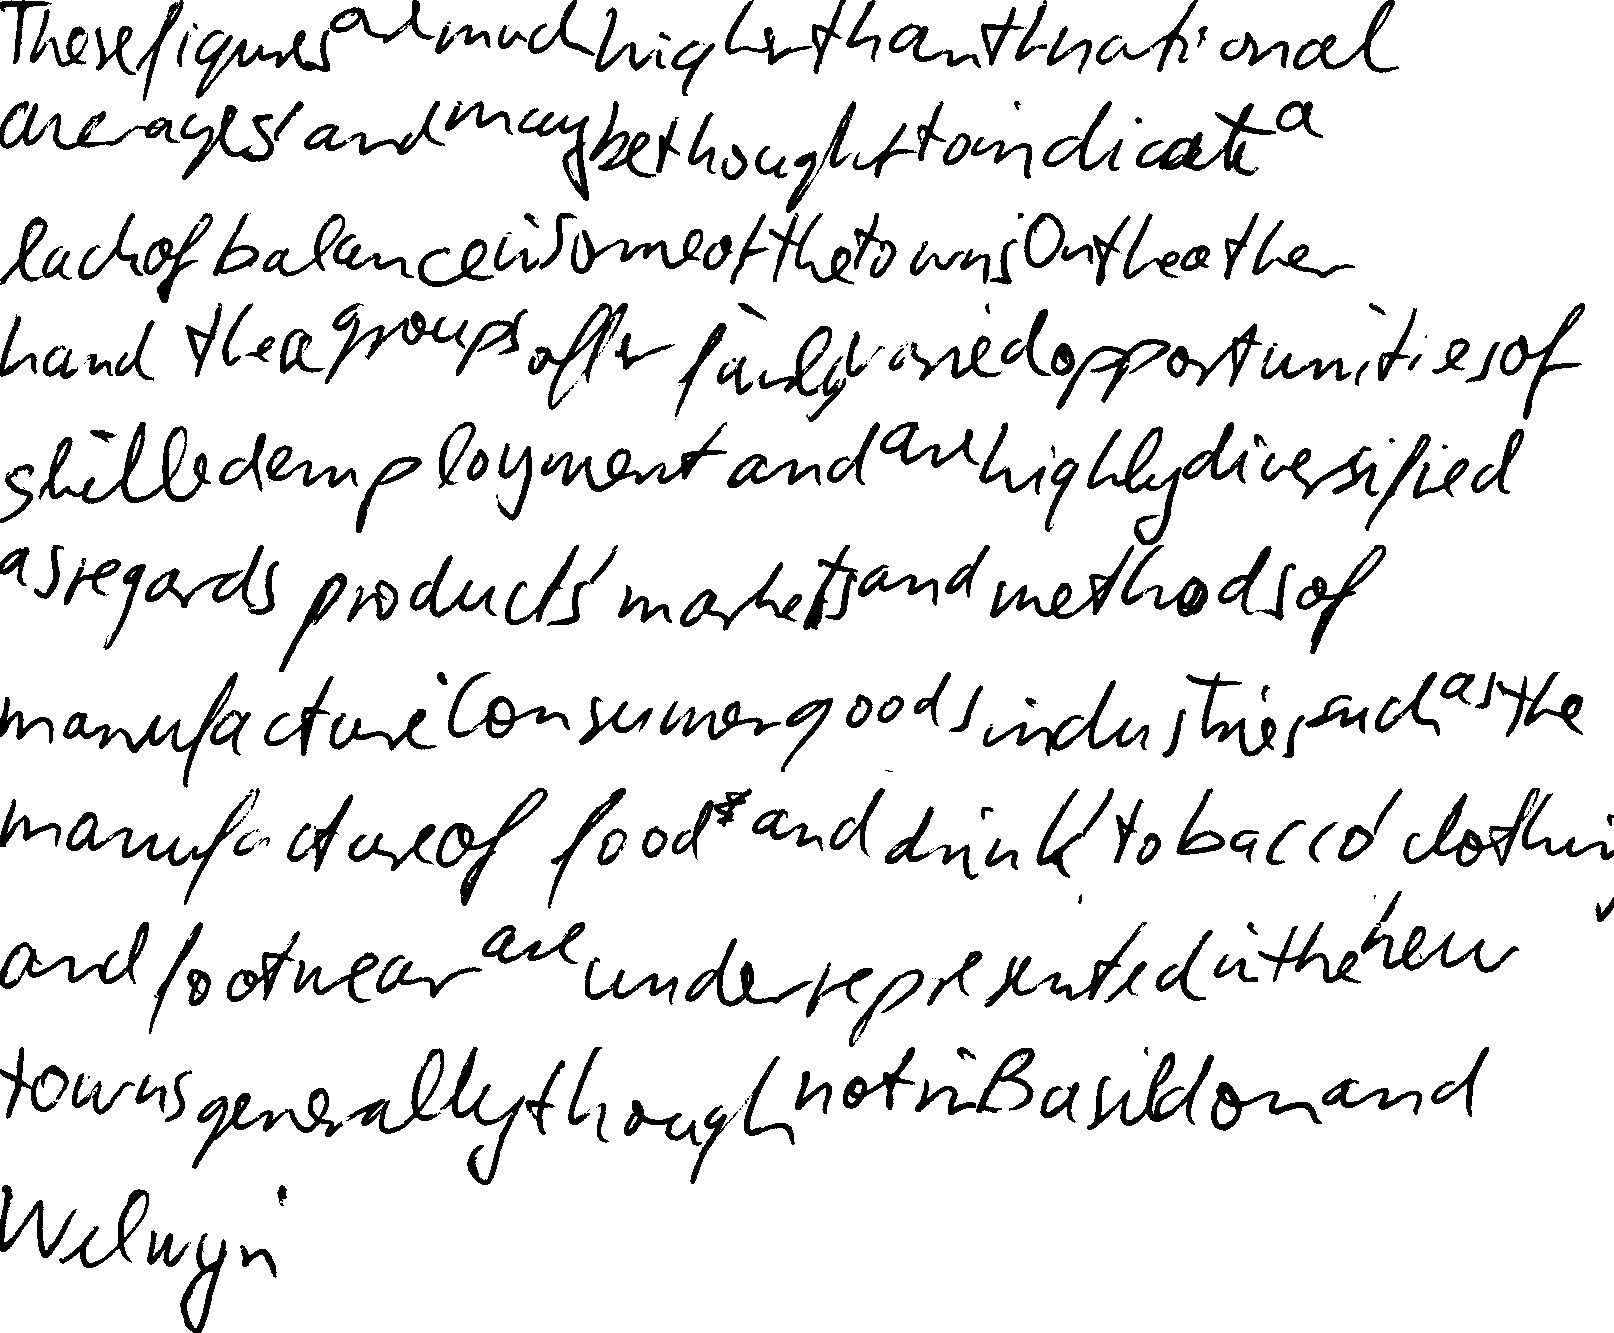 These figures are much higher than the national
averages, and may be thought to indicate a
lack of balance in some of the towns. On the other
hand the a groups offer fairly varied opportunities of
skilled employment and are highly diversified
as regards products, markets and methods of
manufacture. Consumer goods industries such as the
manufacture of food and drink, tobacco, clothing
and footwear are under represented in the new
towns generally though not in Basildon and
Welwyn.